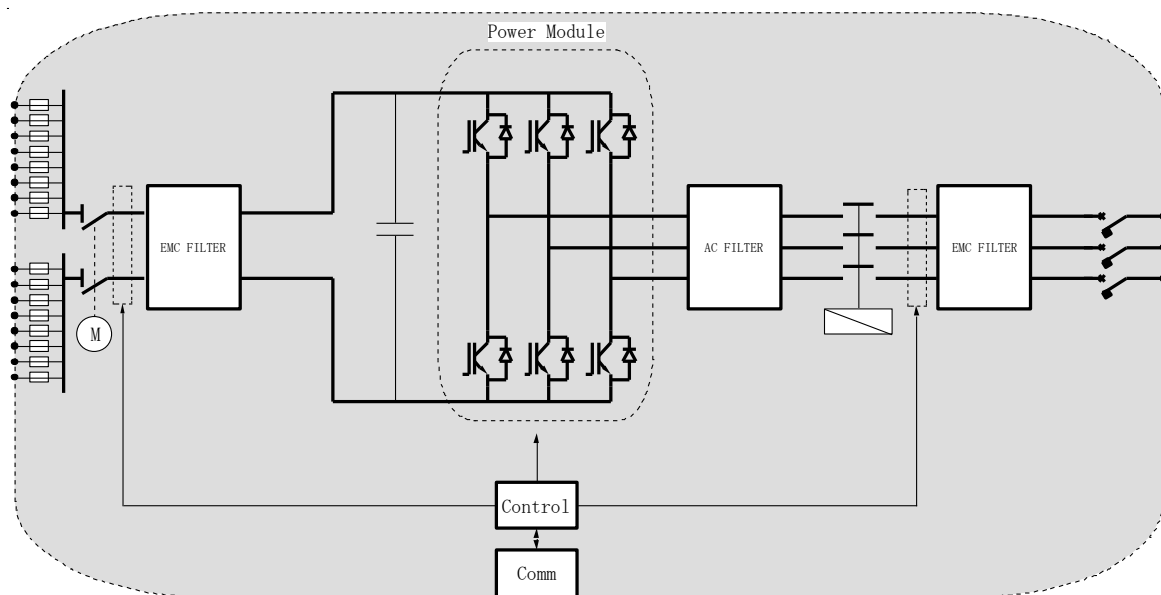 Power Module
EMC FILTER
AC FILTER
EMC FILTER
M
Control
Comm